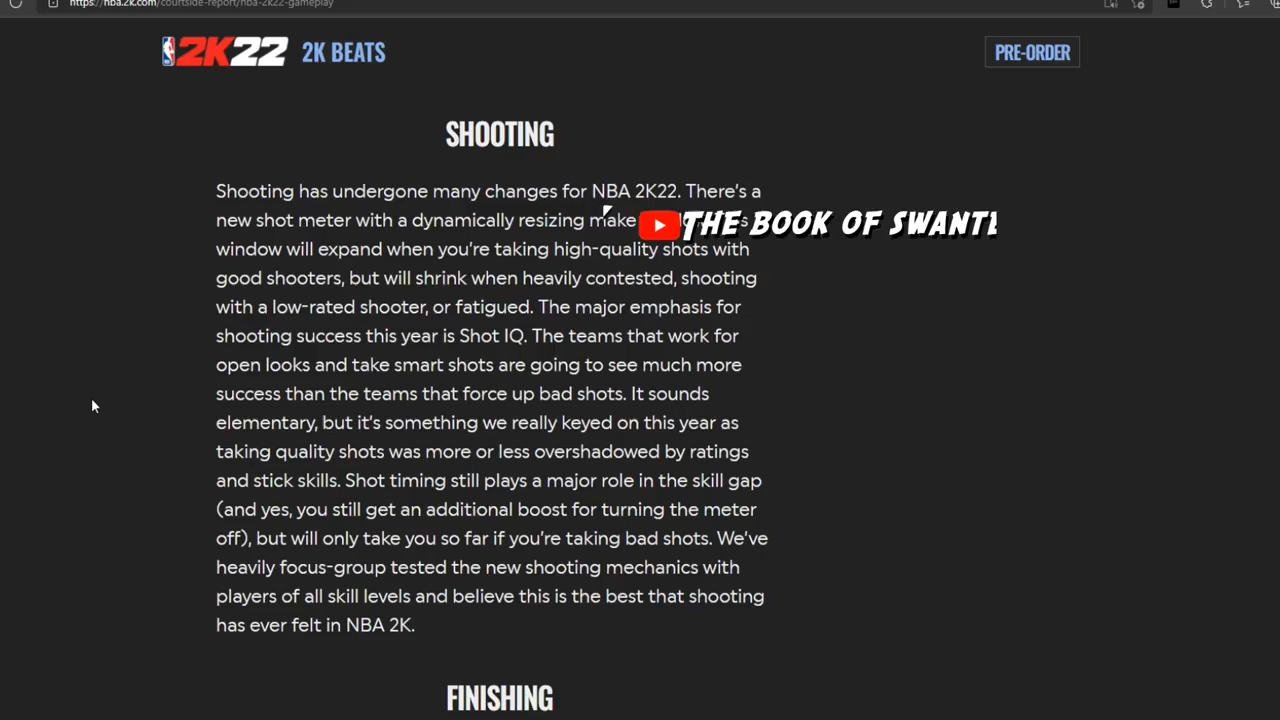 https://nba.2k.com/courtside-report/nba-2k22-gameplay
2K22 2K BEATS
PRE-ORDER
SHOOTING
Shooting has undergone many changes for NBA 2K22. There's a
new shot meter with a dynamically resizing make
THE BOOK OF SWANTE
window will expand when you're taking high-quality shots with
good shooters, but will shrink when heavily contested, shooting
with a low-rated shooter, or fatigued. The major emphasis for
shooting success this year is Shot IQ. The teams that work for
open looks and take smart shots are going to see much more
success than the teams that force up bad shots. It sounds
elementary, but it's something we really keyed on this year as
taking quality shots was more or less overshadowed by ratings
and stick skills. Shot timing still plays a major role in the skill gap
(and yes, you still get an additional boost for turning the meter
off), but will only take you so far if you're taking bad shots. We've
heavily focus-group tested the new shooting mechanics with
players of all skill levels and believe this is the best that shooting
has ever felt in NBA 2K.
FINISHING